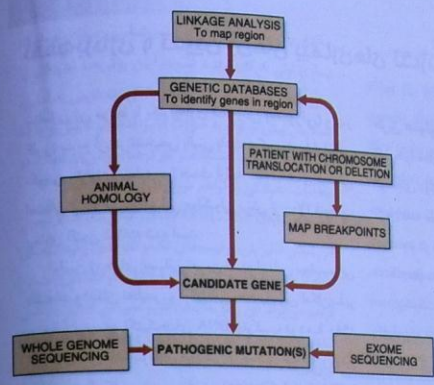 LINKAGE ANALYSIS
To map region
GENETIC DATABASES
To identify genes in region
PATIENT WITH CHROMOSOME
TRANSLOCATION OR DELETION
ANIMAL
HOMOLOGY
MAP BREAKPOINTS
CANDIDATE GENE
WHOLE GENOME
SEQUENCING
PATHOGENIC MUTATION(S)
EXOME
SEQUENCING